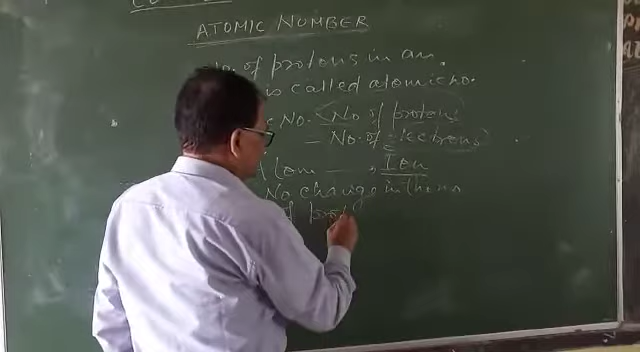 ATOMIC NUMBER
No. of protons in an
is called atomic no.
No. < No of protons
– No. of electrons
Atom — , Ion
No change in the no
of prot